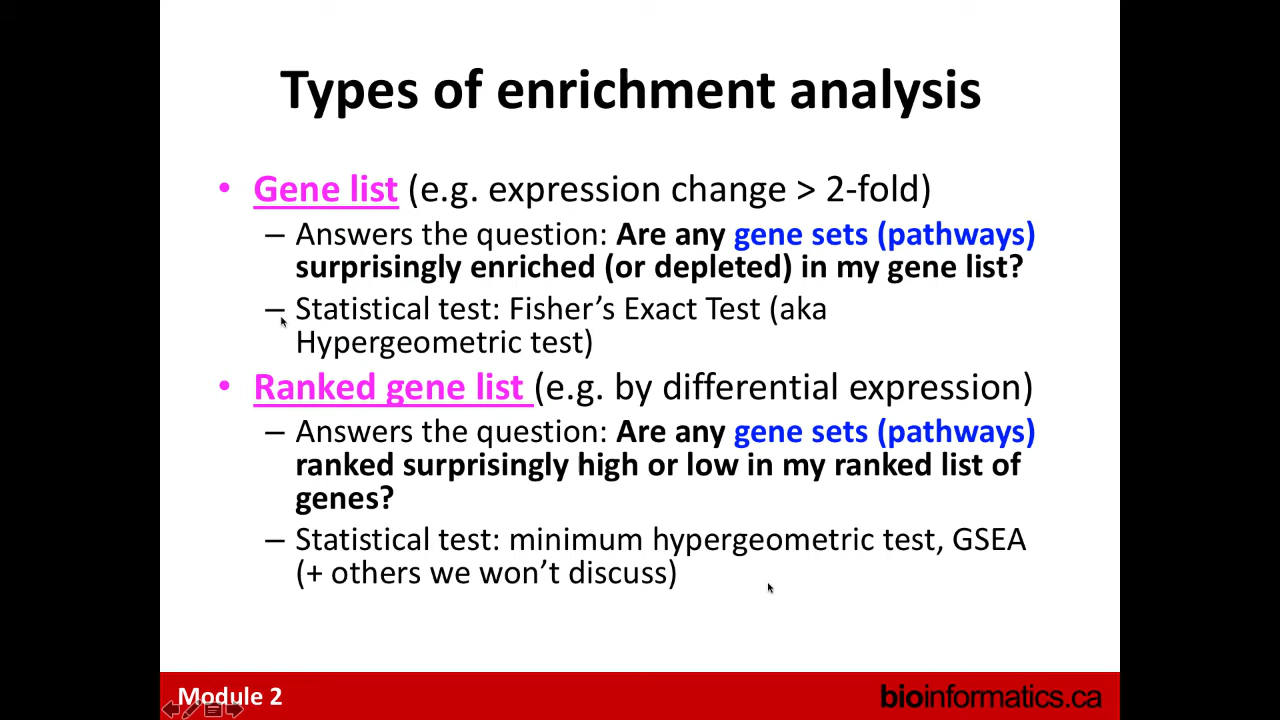 Types of enrichment analysis
• Gene list (e.g. expression change > 2-fold)
– Answers the question: Are any gene sets (pathways)
surprisingly enriched (or depleted) in my gene list?
– Statistical test: Fisher’s Exact Test (aka
Hypergeometric test)
• Ranked gene list (e.g. by differential expression)
– Answers the question: Are any gene sets (pathways)
ranked surprisingly high or low in my ranked list of
genes?
– Statistical test: minimum hypergeometric test, GSEA
(+ others we won’t discuss)
Module 2
bioinformatics.ca